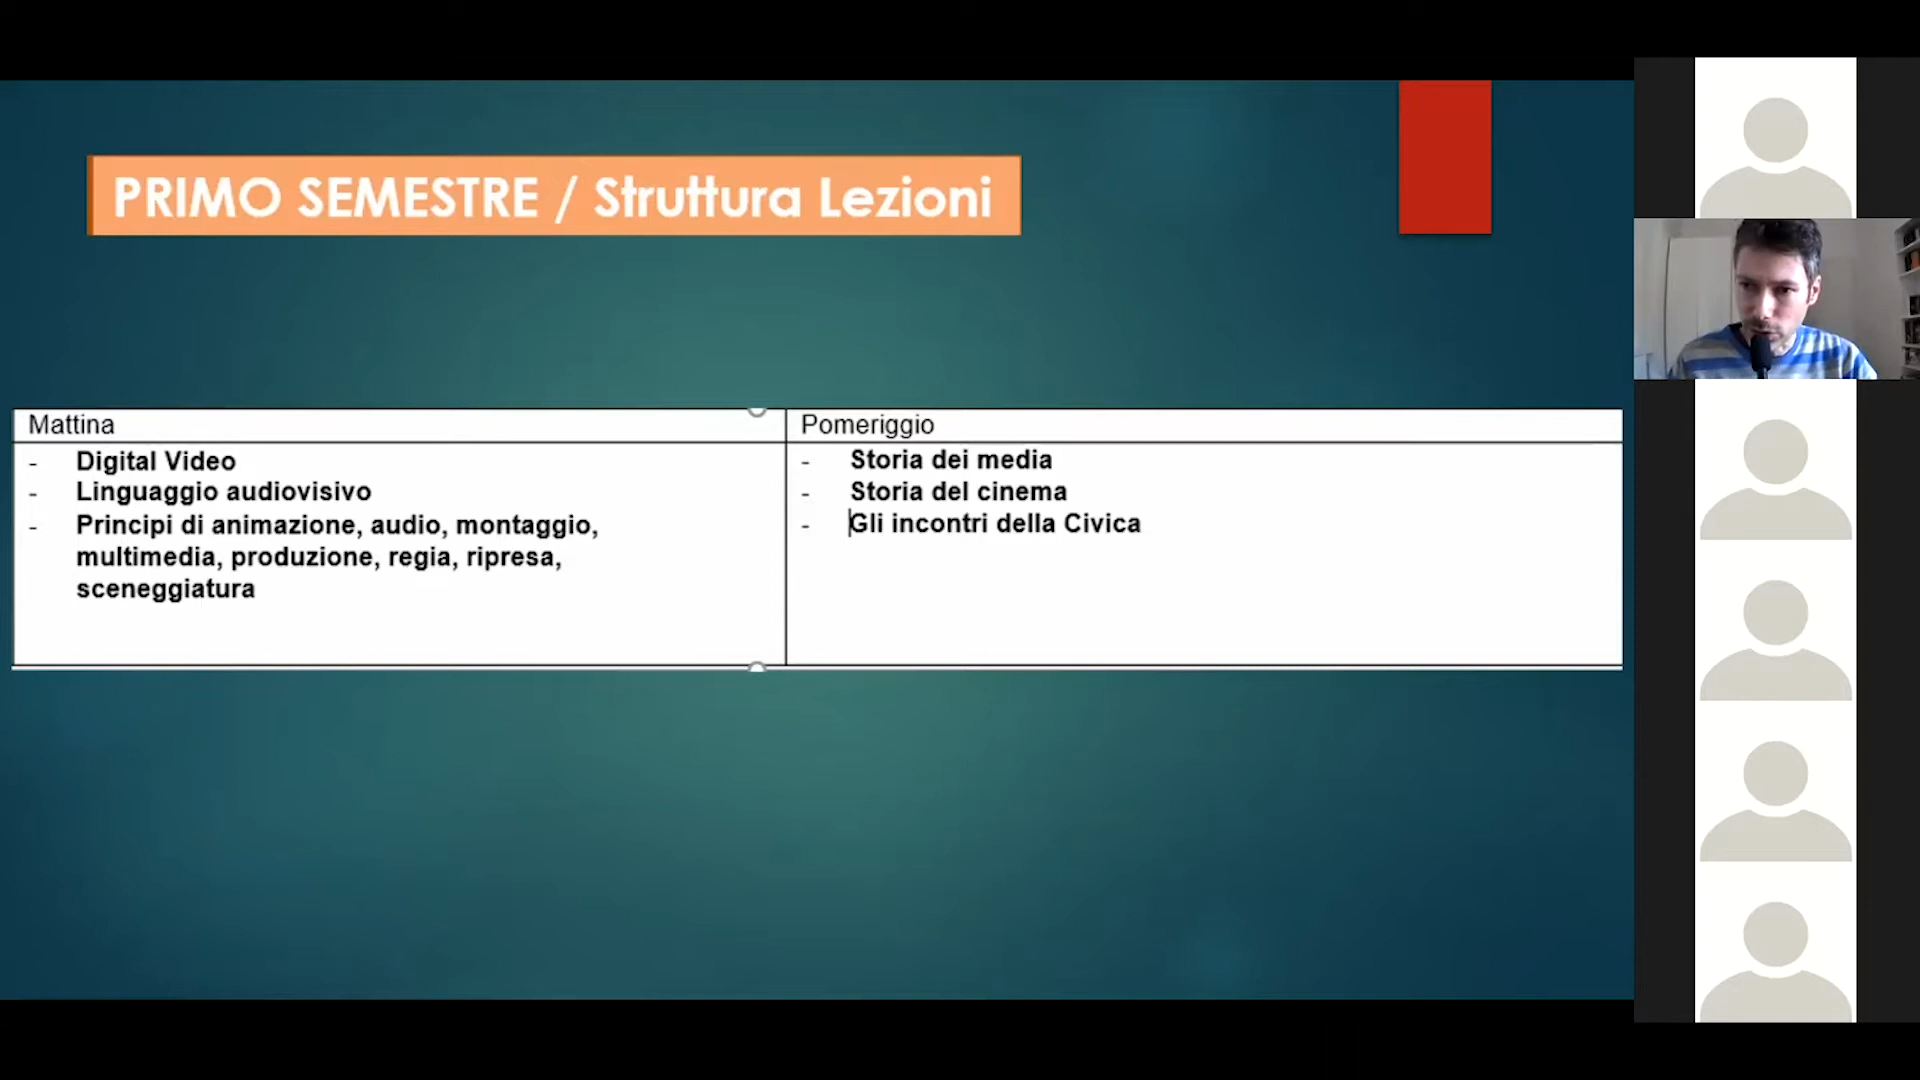 PRIMO SEMESTRE / Struttura Lezioni
Mattina
- Digital Video
- Linguaggio audiovisivo
- Principi di animazione, audio, montaggio,
multimedia, produzione, regia, ripresa,
sceneggiatura
Pomeriggio
- Storia dei media
- Storia del cinema
- Gli incontri della Civica